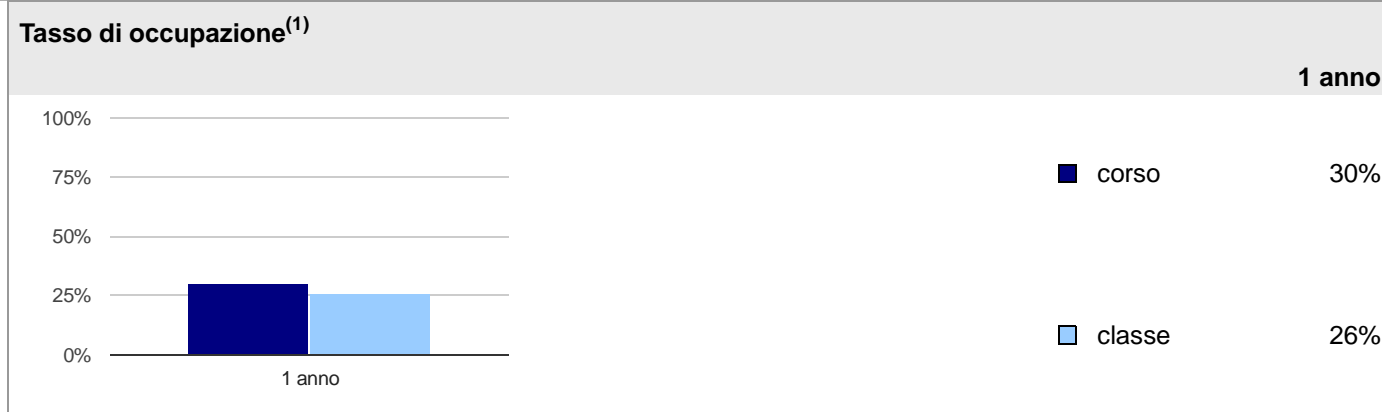 Tasso di occupazione(1)
1 anno
100%
75%
50%
25%
0%
1 anno
corso 30%
classe 26%